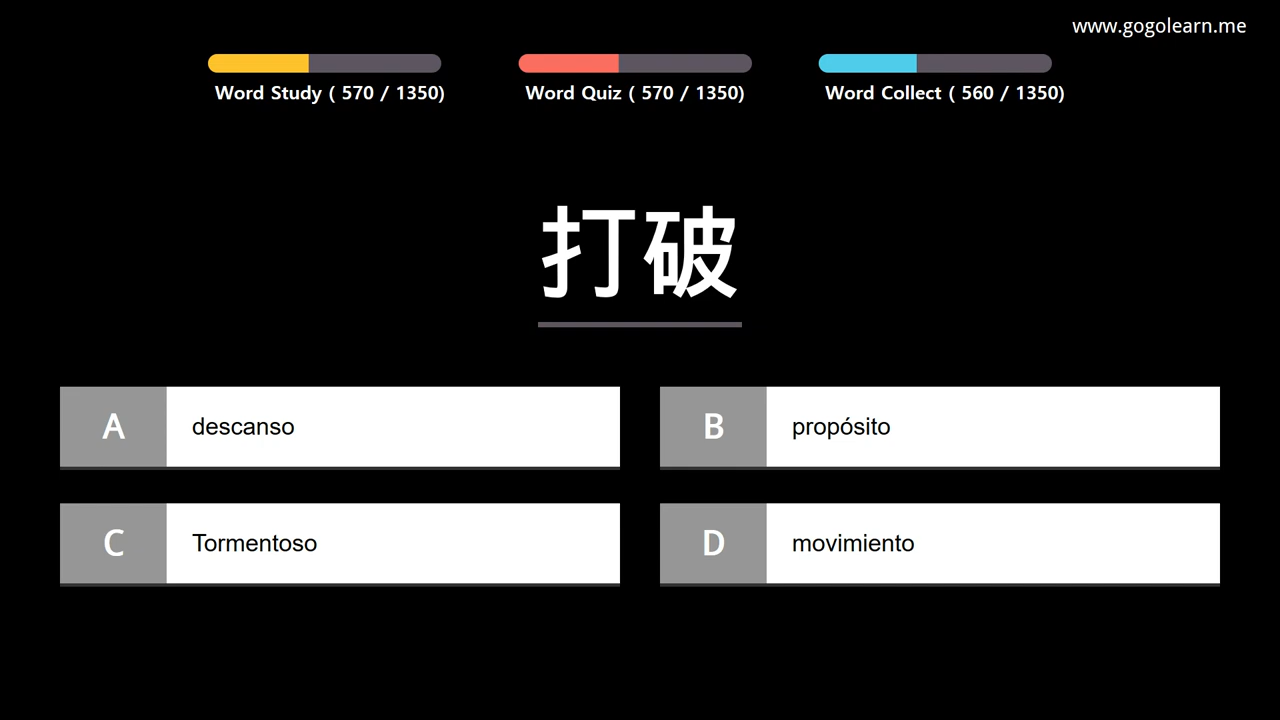 www.gogolearn.me
Word Study ( 570 / 1350)
Word Quiz ( 570 / 1350)
Word Collect ( 560 / 1350)
打破
A descanso
B propósito
C Tormentoso
D movimiento